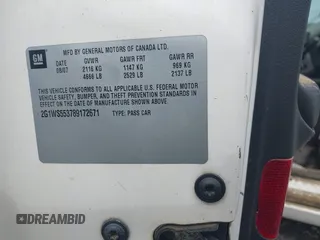 GM
MFD BY GENERAL MOTORS OF CANADA LTD.
DATE GVWR GAWR FRT GAWR RR
09/07 2116 KG 1147 KG 969 KG
4666 LB 2529 LB 2137 LB
THIS VEHICLE CONFORMS TO ALL APPLICABLE U.S. FEDERAL MOTOR
VEHICLE SAFETY, BUMPER, AND THEFT PREVENTION STANDARDS IN
EFFECT ON THE DATE OF MANUFACTURE SHOWN ABOVE.
2G1WS553789172571 TYPE: PASS CAR
DREAMBID